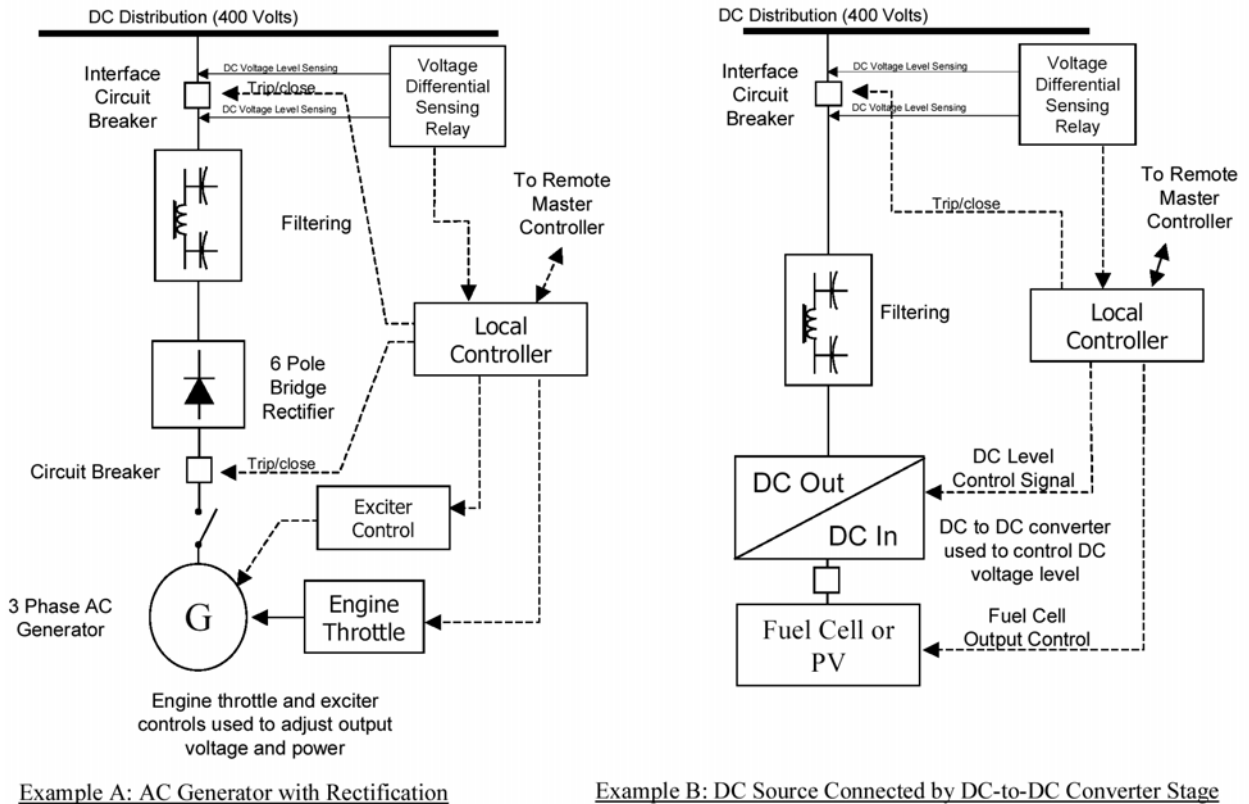 DC Distribution (400 Volts)
Interface
Circuit
Breaker
DC Voltage Level Sensing
Trip/close
DC Voltage Level Sensing
Voltage
Differential
Sensing
Relay
To Remote
Master
Controller
Filtering
Local
Controller
6 Pole
Bridge
Rectifier
Circuit Breaker
Trip/close
Exciter
Control
3 Phase AC
Generator
G
Engine
Throttle
Engine throttle and exciter
controls used to adjust output
voltage and power
Example A: AC Generator with Rectification
DC Distribution (400 Volts)
Interface
Circuit
Breaker
DC Voltage Level Sensing
DC Voltage Level Sensing
Voltage
Differential
Sensing
Relay
Trip/close
To Remote
Master
Controller
Filtering
Local
Controller
DC Out
DC In
DC Level
Control Signal
DC to DC converter
used to control DC
voltage level
Fuel Cell or
PV
Fuel Cell
Output Control
Example B: DC Source Connected by DC-to-DC Converter Stage